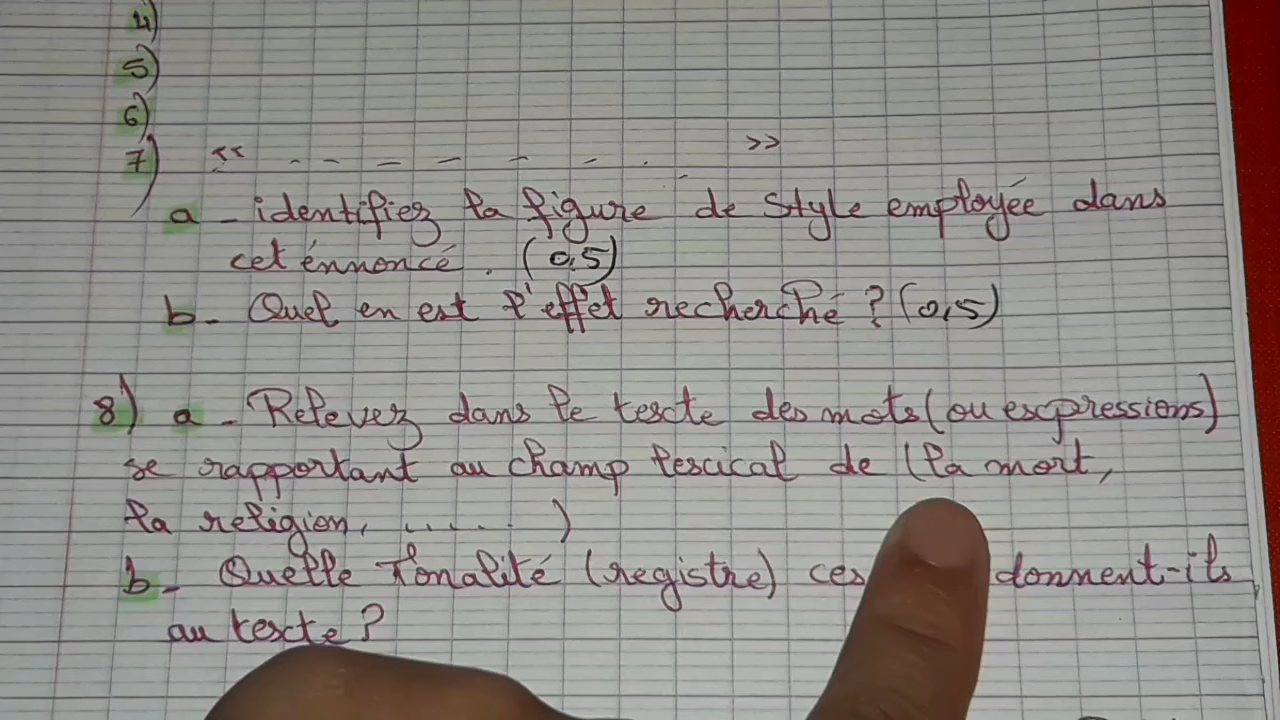 4)
5)
6)
7) << - - - - - - . >>
a - identifiez la figure de style employée dans
cet énnoncé. (0,5)
b - Quel en est l'effet recherché ? (0,5)
8) a - Relevez dans le texte des mots (ou expressions)
se rapportant au champ lexical de (la mort,
la religion, ......)
b - Quelle Tonalité (registre) ces donnent-ils
au texte ?